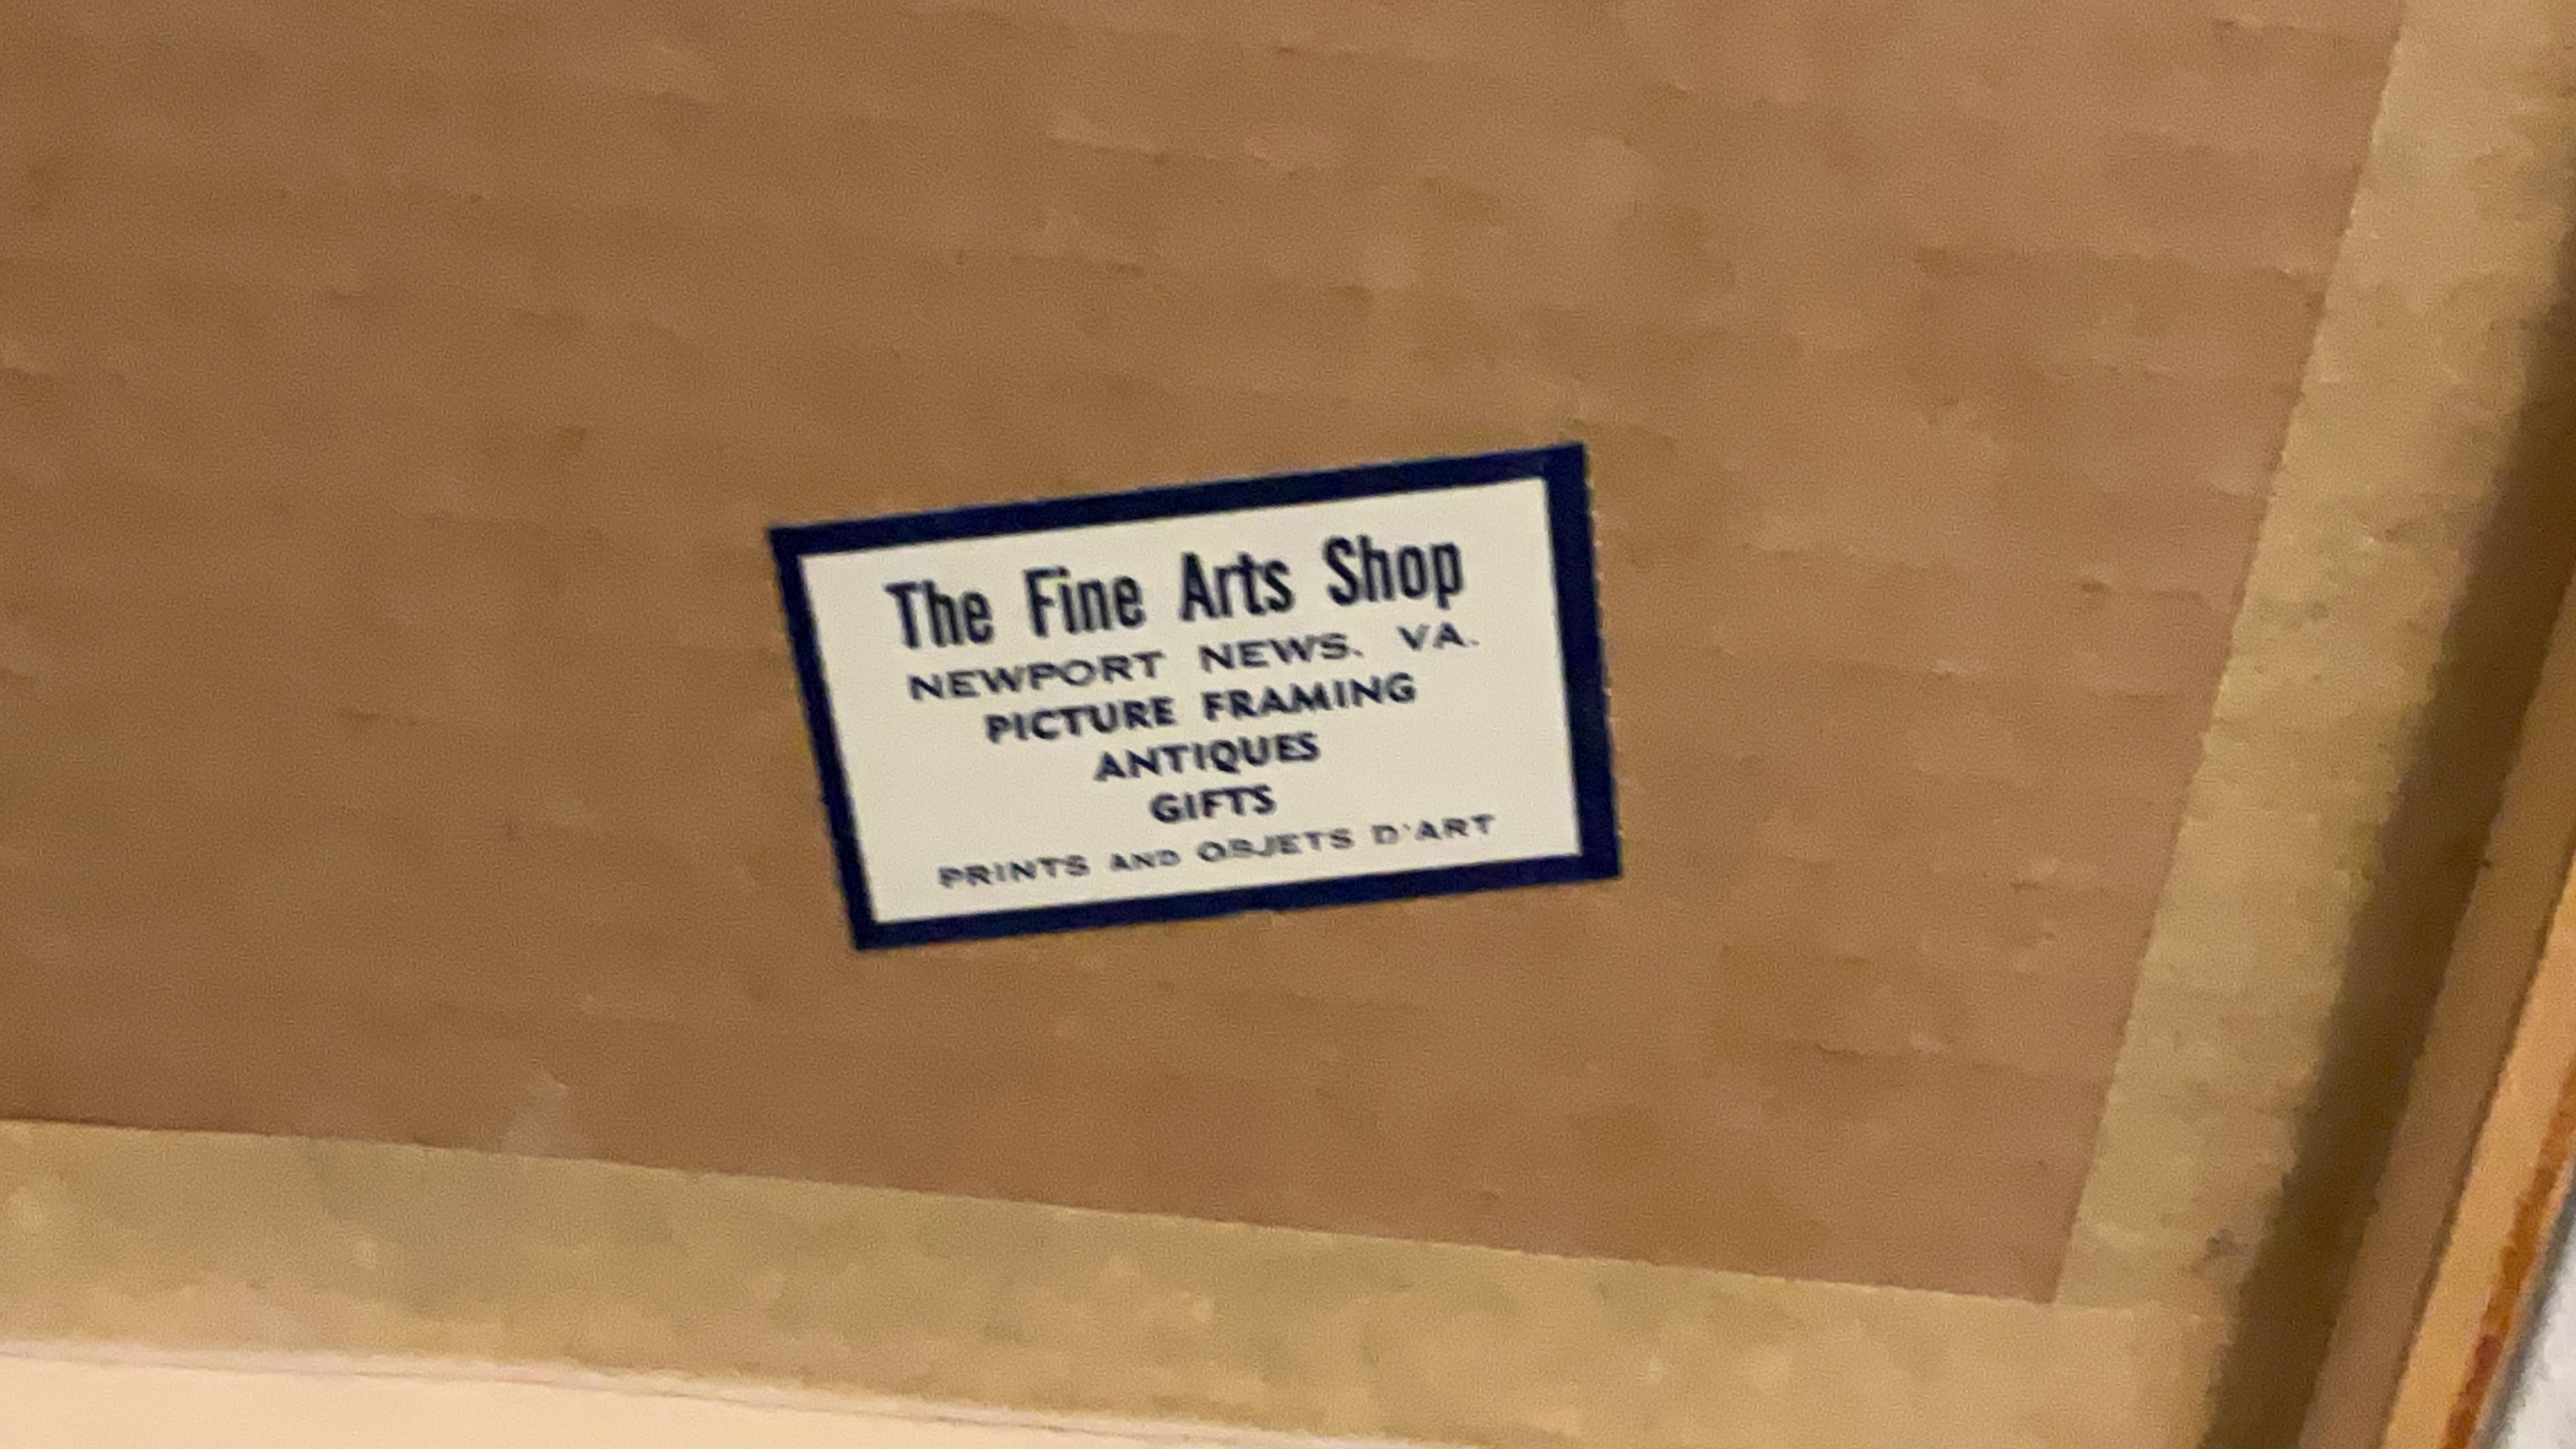 The Fine Arts Shop
NEWPORT NEWS, VA.
PICTURE FRAMING
ANTIQUES
GIFTS
PRINTS AND OBJETS D'ART